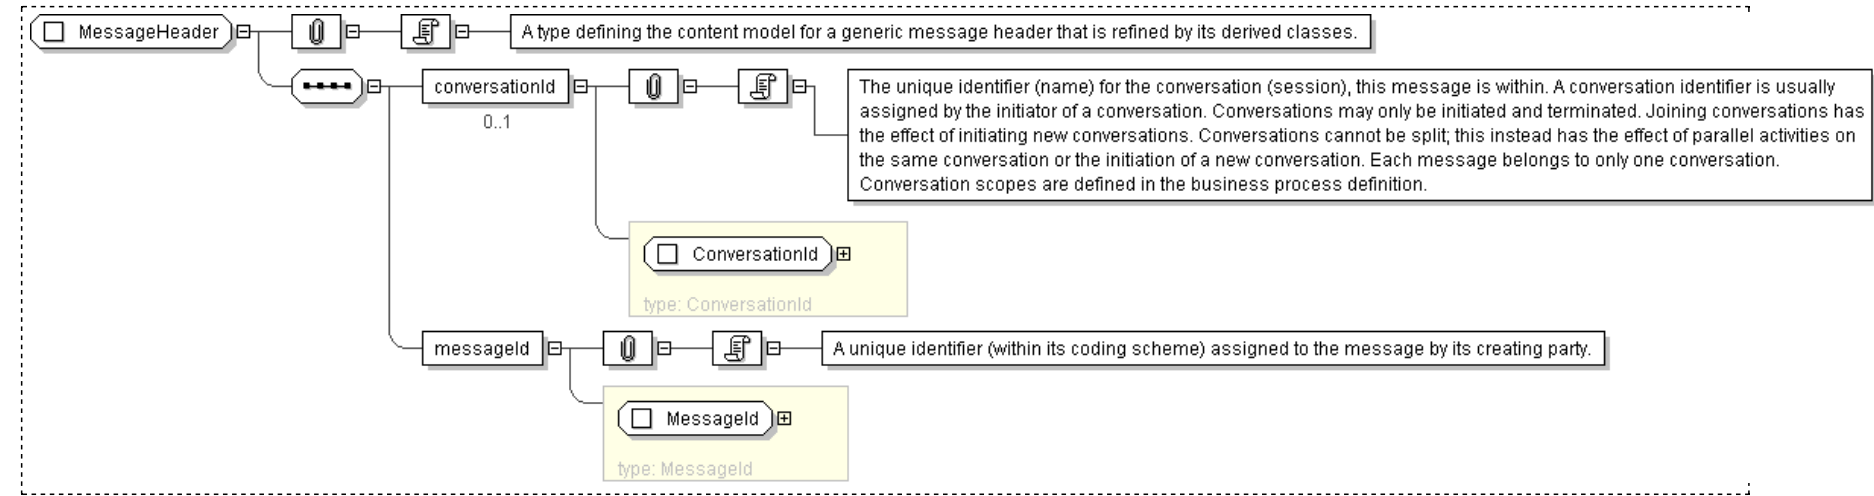 MessageHeader
A type defining the content model for a generic message header that is refined by its derived classes.
conversationId
0..1
The unique identifier (name) for the conversation (session), this message is within. A conversation identifier is usually
assigned by the initiator of a conversation. Conversations may only be initiated and terminated. Joining conversations has
the effect of initiating new conversations. Conversations cannot be split; this instead has the effect of parallel activities on
the same conversation or the initiation of a new conversation. Each message belongs to only one conversation.
Conversation scopes are defined in the business process definition.
ConversationId
type: ConversationId
messageId
A unique identifier (within its coding scheme) assigned to the message by its creating party.
MessageId
type: MessageId